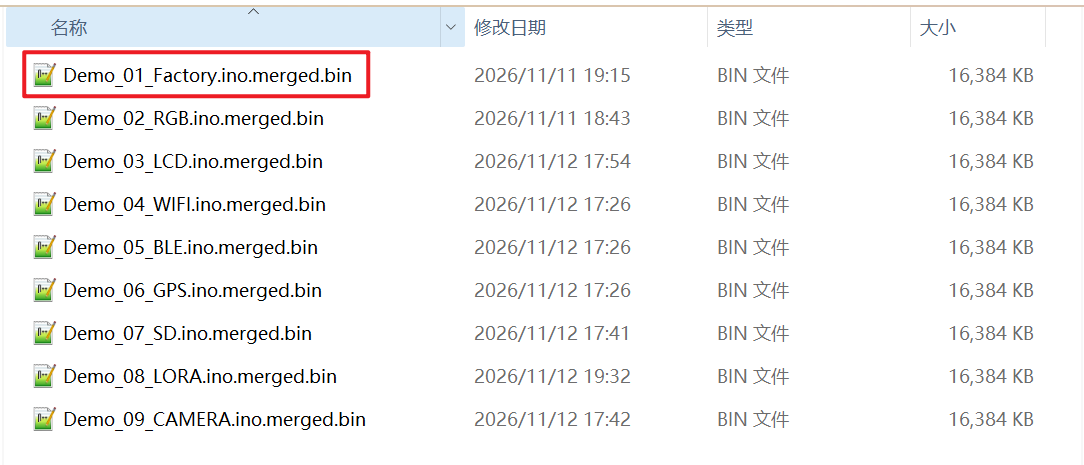 名称 修改日期 类型 大小
Demo_01_Factory.ino.merged.bin 2026/11/11 19:15 BIN 文件 16,384 KB
Demo_02_RGB.ino.merged.bin 2026/11/11 18:43 BIN 文件 16,384 KB
Demo_03_LCD.ino.merged.bin 2026/11/12 17:54 BIN 文件 16,384 KB
Demo_04_WIFI.ino.merged.bin 2026/11/12 17:26 BIN 文件 16,384 KB
Demo_05_BLE.ino.merged.bin 2026/11/12 17:26 BIN 文件 16,384 KB
Demo_06_GPS.ino.merged.bin 2026/11/12 17:26 BIN 文件 16,384 KB
Demo_07_SD.ino.merged.bin 2026/11/12 17:41 BIN 文件 16,384 KB
Demo_08_LORA.ino.merged.bin 2026/11/12 19:32 BIN 文件 16,384 KB
Demo_09_CAMERA.ino.merged.bin 2026/11/12 17:42 BIN 文件 16,384 KB